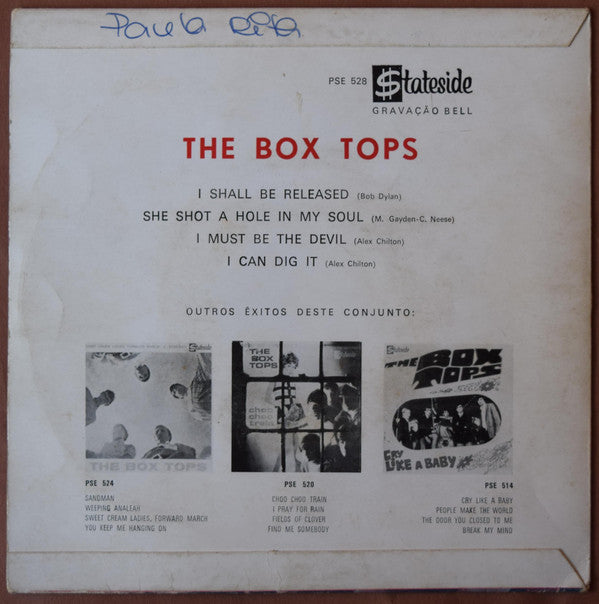 Paula Rita
PSE 528 $tateside
GRAVAÇÃO BELL
THE BOX TOPS
I SHALL BE RELEASED (Bob Dylan)
SHE SHOT A HOLE IN MY SOUL (M. Gayden-C. Neese)
I MUST BE THE DEVIL (Alex Chilton)
I CAN DIG IT (Alex Chilton)
OUTROS ÊXITOS DESTE CONJUNTO:
$tateside
THE BOX TOPS
THE
BOX
TOPS
choo
choo
train
THE BOX
TOPS
CRY
LIKE A BABY
PSE 524
SANDMAN
WEEPING ANALEAH
SWEET CREAM LADIES, FORWARD MARCH
YOU KEEP ME HANGING ON
PSE 520
CHOO CHOO TRAIN
I PRAY FOR RAIN
FIELDS OF CLOVER
FIND ME SOMEBODY
PSE 514
CRY LIKE A BABY
PEOPLE MAKE THE WORLD
THE DOOR YOU CLOSED TO ME
BREAK MY MIND